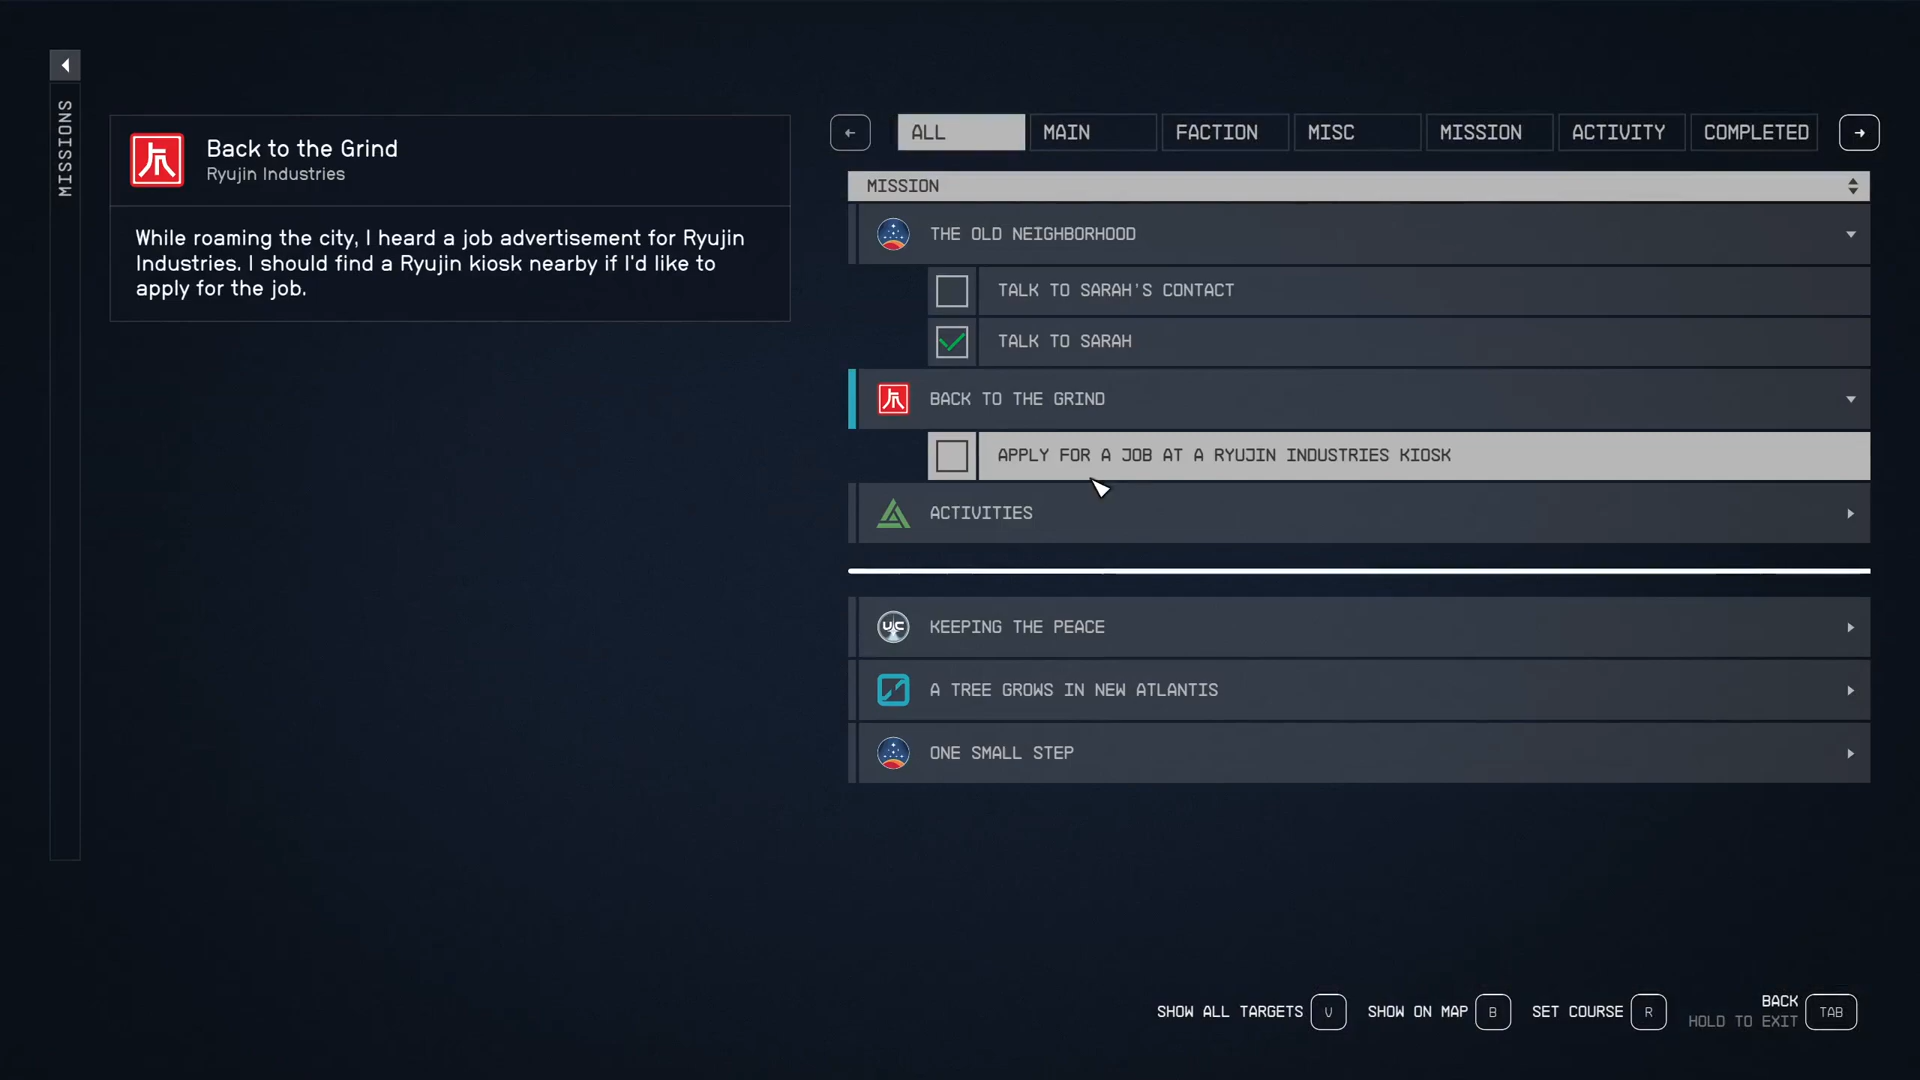 MISSIONS
Back to the Grind
Ryujin Industries
While roaming the city, I heard a job advertisement for Ryujin
Industries. I should find a Ryujin kiosk nearby if I'd like to
apply for the job.
ALL MAIN FACTION MISC MISSION ACTIVITY COMPLETED
MISSION
THE OLD NEIGHBORHOOD
TALK TO SARAH'S CONTACT
TALK TO SARAH
BACK TO THE GRIND
APPLY FOR A JOB AT A RYUJIN INDUSTRIES KIOSK
ACTIVITIES
UC KEEPING THE PEACE
A TREE GROWS IN NEW ATLANTIS
ONE SMALL STEP
SHOW ALL TARGETS V SHOW ON MAP B SET COURSE R BACK TAB
HOLD TO EXIT